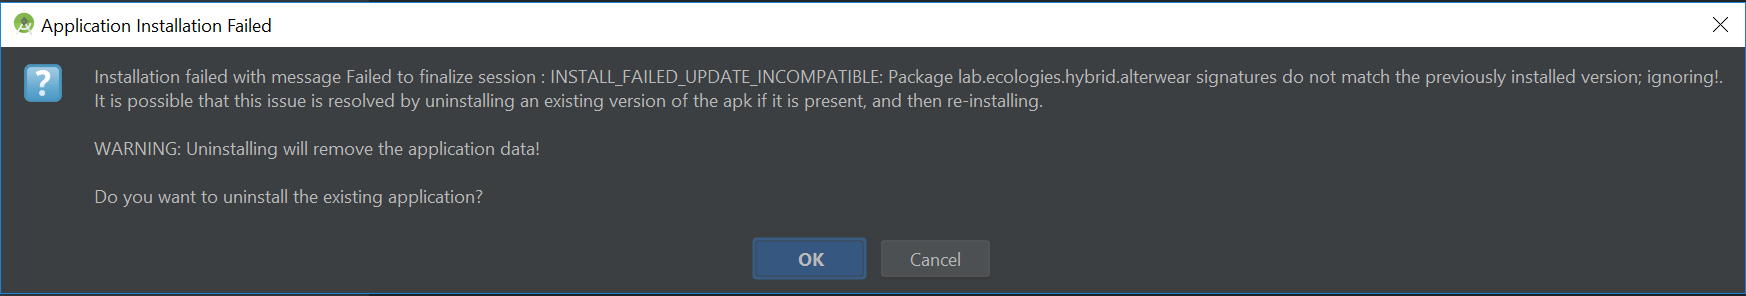 Application Installation Failed
?
Installation failed with message Failed to finalize session : INSTALL_FAILED_UPDATE_INCOMPATIBLE: Package lab.ecologies.hybrid.alterwear signatures do not match the previously installed version; ignoring!.
It is possible that this issue is resolved by uninstalling an existing version of the apk if it is present, and then re-installing.
WARNING: Uninstalling will remove the application data!
Do you want to uninstall the existing application?
OK Cancel